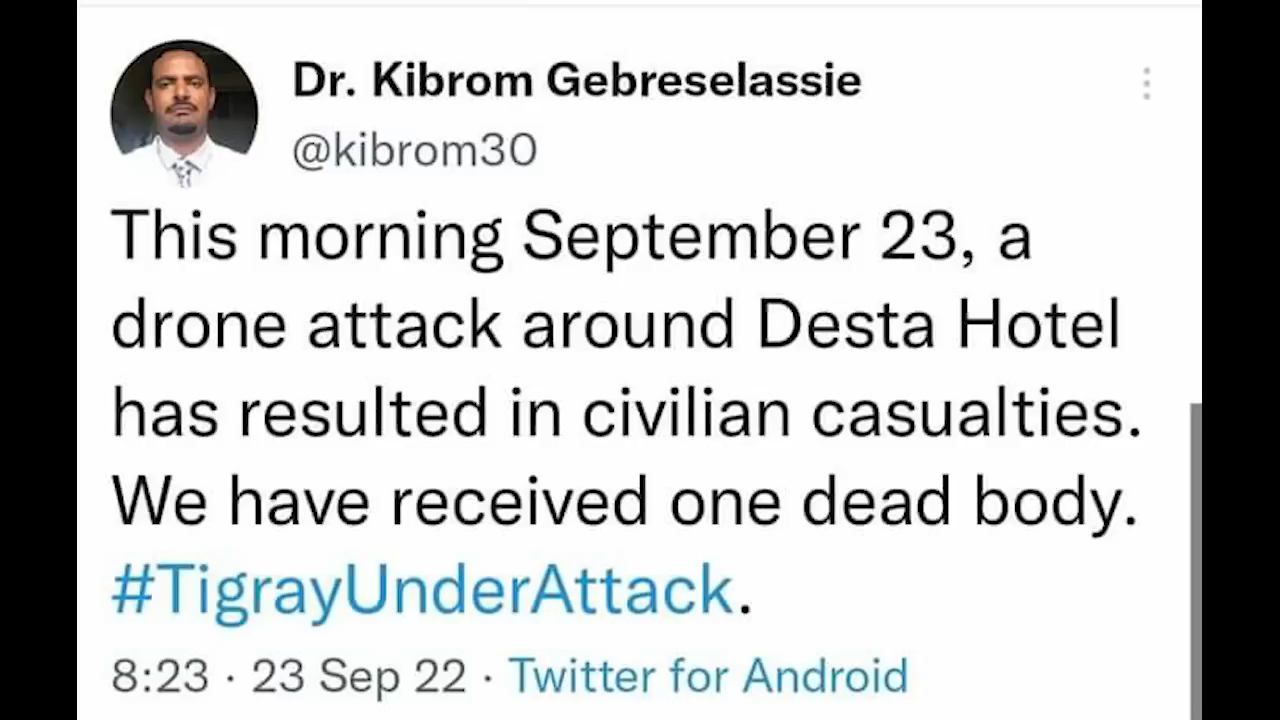 Dr. Kibrom Gebreselassie
@kibrom30
This morning September 23, a
drone attack around Desta Hotel
has resulted in civilian casualties.
We have received one dead body.
#TigrayUnderAttack.
8:23 · 23 Sep 22 · Twitter for Android